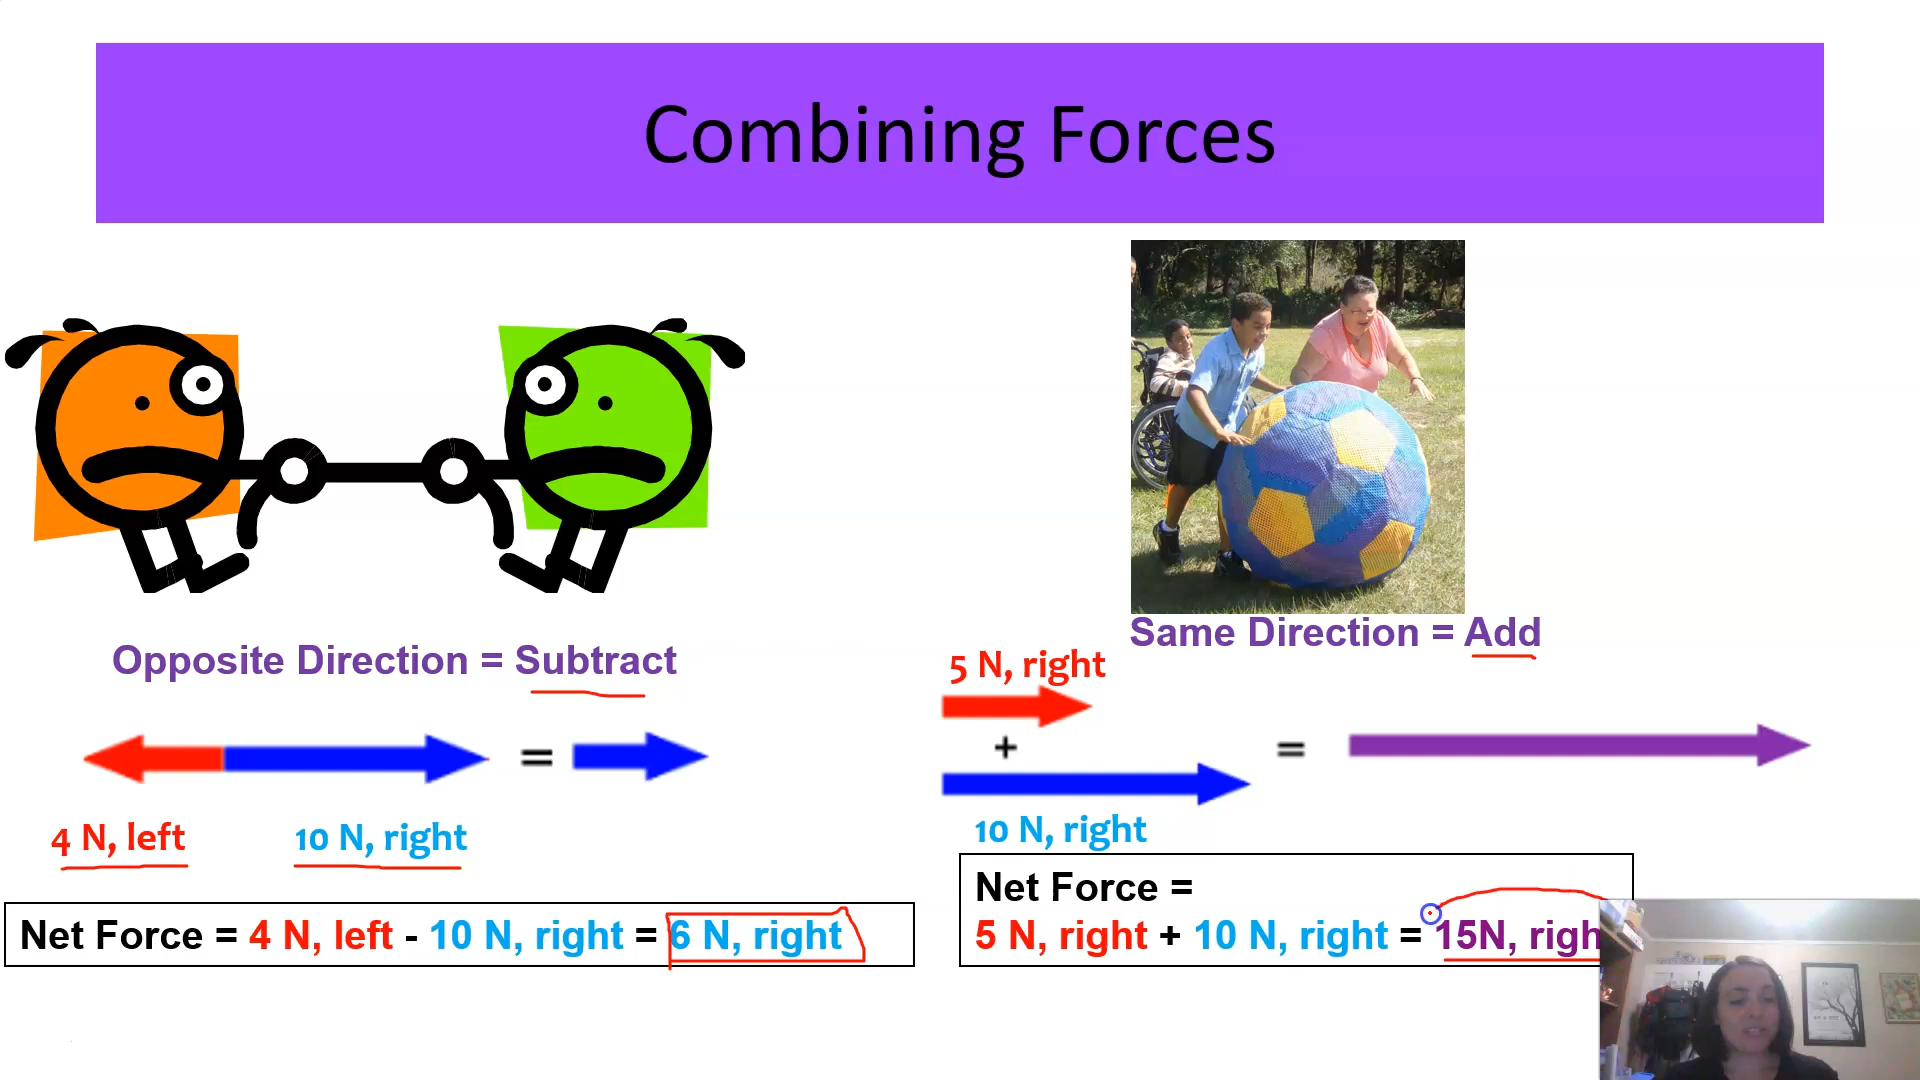 Combining Forces
Opposite Direction = Subtract
=
4 N, left
10 N, right
Net Force = 4 N, left - 10 N, right = 6 N, right
Same Direction = Add
5 N, right
+
=
10 N, right
Net Force =
5 N, right + 10 N, right = 15N, righ